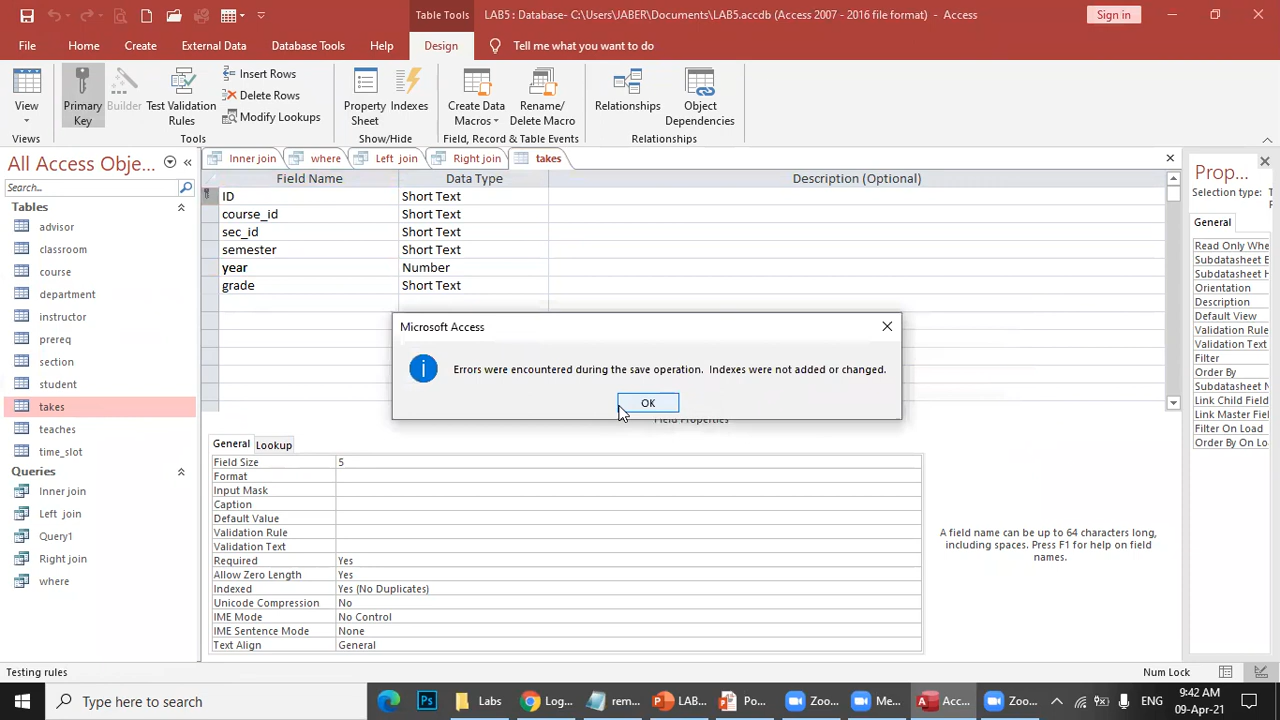 Table Tools
LAB5 : Database- C:\Users\JABER\Documents\LAB5.accdb (Access 2007 - 2016 file format) - Access
Sign in
File
Home
Create
External Data
Database Tools
Help
Design
Tell me what you want to do
View
Primary Key
Builder
Test Validation Rules
Insert Rows
Delete Rows
Modify Lookups
Property Sheet
Indexes
Create Data Macros
Rename/ Delete Macro
Relationships
Object Dependencies
Views
Tools
Show/Hide
Field, Record & Table Events
Relationships
All Access Obje...
Search...
Tables
advisor
classroom
course
department
instructor
prereq
section
student
takes
teaches
time_slot
Queries
Inner join
Left join
Query1
Right join
where
Inner join
where
Left join
Right join
takes
Field Name
Data Type
Description (Optional)
ID Short Text
course_id Short Text
sec_id Short Text
semester Short Text
year Number
grade Short Text
Microsoft Access
Errors were encountered during the save operation. Indexes were not added or changed.
OK
Field Properties
General
Lookup
Field Size 5
Format
Input Mask
Caption
Default Value
Validation Rule
Validation Text
Required Yes
Allow Zero Length Yes
Indexed Yes (No Duplicates)
Unicode Compression No
IME Mode No Control
IME Sentence Mode None
Text Align General
A field name can be up to 64 characters long,
including spaces. Press F1 for help on field
names.
Prop...
Selection type:
General
Read Only Whe
Subdatasheet E
Subdatasheet H
Orientation
Description
Default View
Validation Rule
Validation Text
Filter
Order By
Subdatasheet N
Link Child Field
Link Master Fie
Filter On Load
Order By On Lo
Testing rules
Num Lock
Type here to search
Ps
Labs
Log...
rem...
LAB...
Po...
Zoo...
Me...
Acc...
Zoo...
ENG
9:42 AM
09-Apr-21